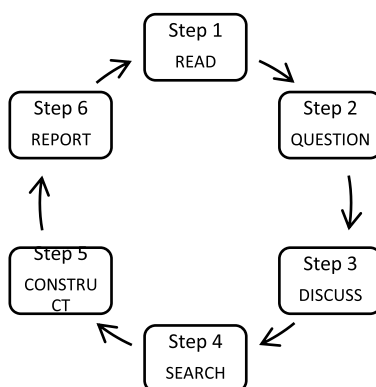 Step 1
READ
Step 2
QUESTION
Step 3
DISCUSS
Step 4
SEARCH
Step 5
CONSTRU
CT
Step 6
REPORT